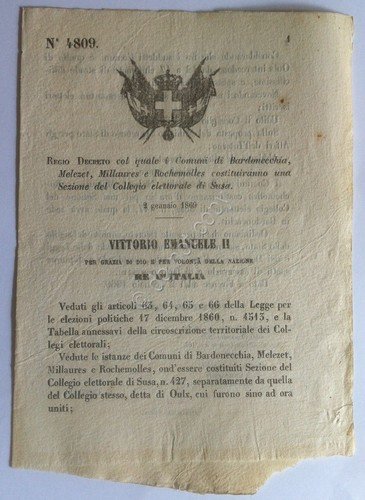 N° 4809.
1
REGIO DECRETO col quale i Comuni di Bardonecchia,
Melezet, Millaures e Rochemolles costituiranno una
Sezione del Collegio elettorale di Susa.
2 gennaio 1869
VITTORIO EMANUELE II
PER GRAZIA DI DIO E PER VOLONTÀ DELLA NAZIONE
RE D'ITALIA
Veduti gli articoli 63, 64, 65 e 66 della Legge per
le elezioni politiche 17 dicembre 1860, n. 4513, e la
Tabella annessavi della circoscrizione territoriale dei Col-
legi elettorali;
Vedute le istanze dei Comuni di Bardonecchia, Melezet,
Millaures e Rochemolles, ond'essere costituiti Sezione del
Collegio elettorale di Susa, n. 427, separatamente da quella
del Collegio stesso, detta di Oulx, cui furono sino ad ora
uniti;